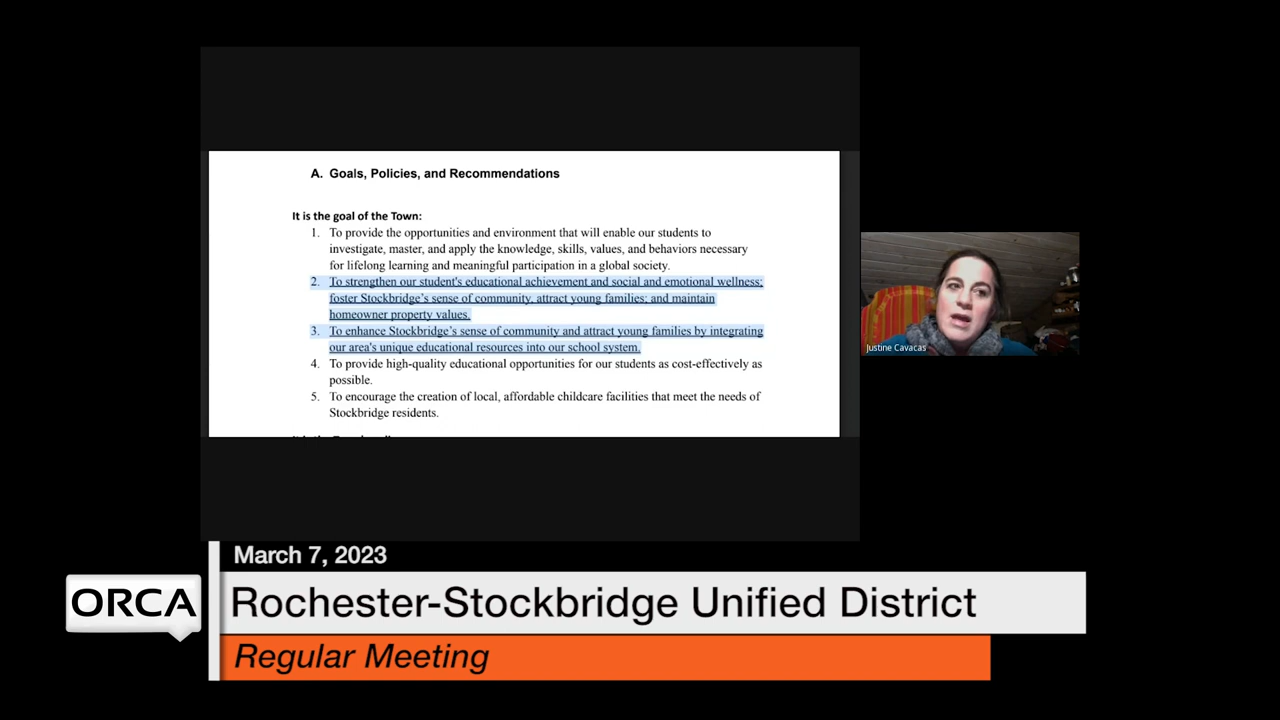 A. Goals, Policies, and Recommendations
It is the goal of the Town:
1. To provide the opportunities and environment that will enable our students to
investigate, master, and apply the knowledge, skills, values, and behaviors necessary
for lifelong learning and meaningful participation in a global society.
2. To strengthen our student's educational achievement and social and emotional wellness;
foster Stockbridge's sense of community, attract young families; and maintain
homeowner property values.
3. To enhance Stockbridge's sense of community and attract young families by integrating
our area's unique educational resources into our school system.
4. To provide high-quality educational opportunities for our students as cost-effectively as
possible.
5. To encourage the creation of local, affordable childcare facilities that meet the needs of
Stockbridge residents.
Justine Cavacas
March 7, 2023
ORCA
Rochester-Stockbridge Unified District
Regular Meeting